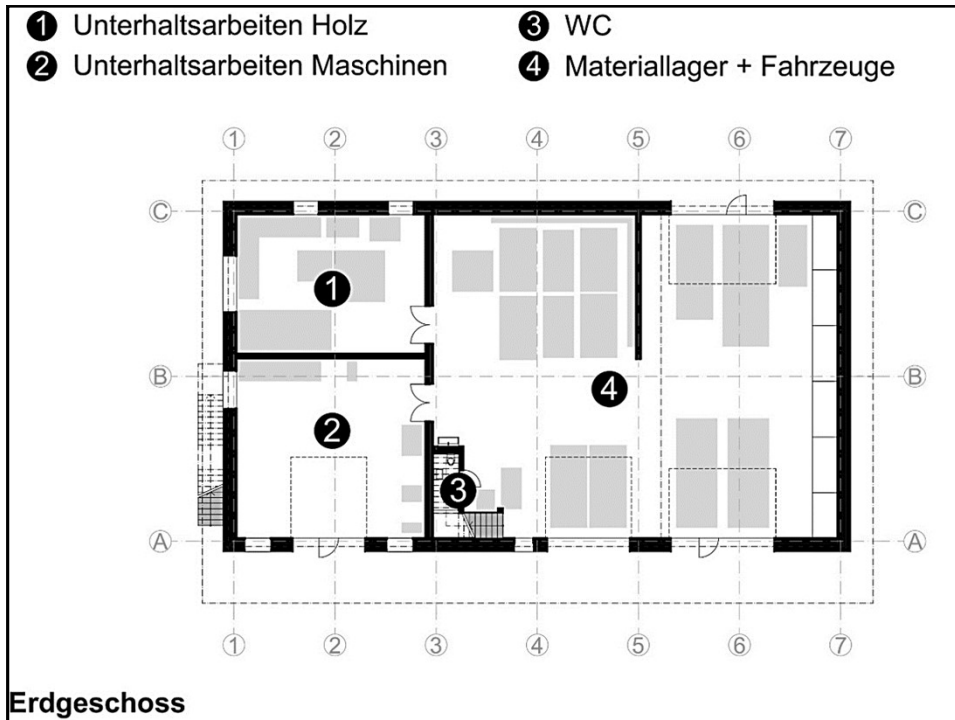 1 Unterhaltsarbeiten Holz
2 Unterhaltsarbeiten Maschinen
3 WC
4 Materiallager + Fahrzeuge
1 2 3 4 5 6 7
C C
1
B B
4
2
3
A A
1 2 3 4 5 6 7
Erdgeschoss